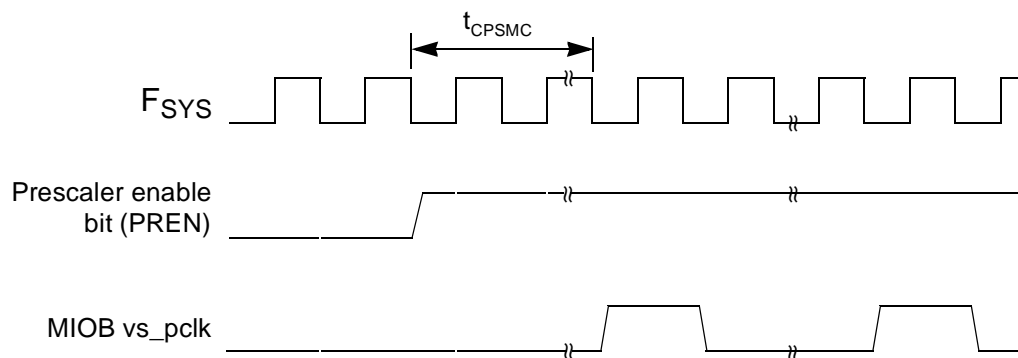 tCPSMC
FSYS
Prescaler enable
bit (PREN)
MIOB vs_pclk